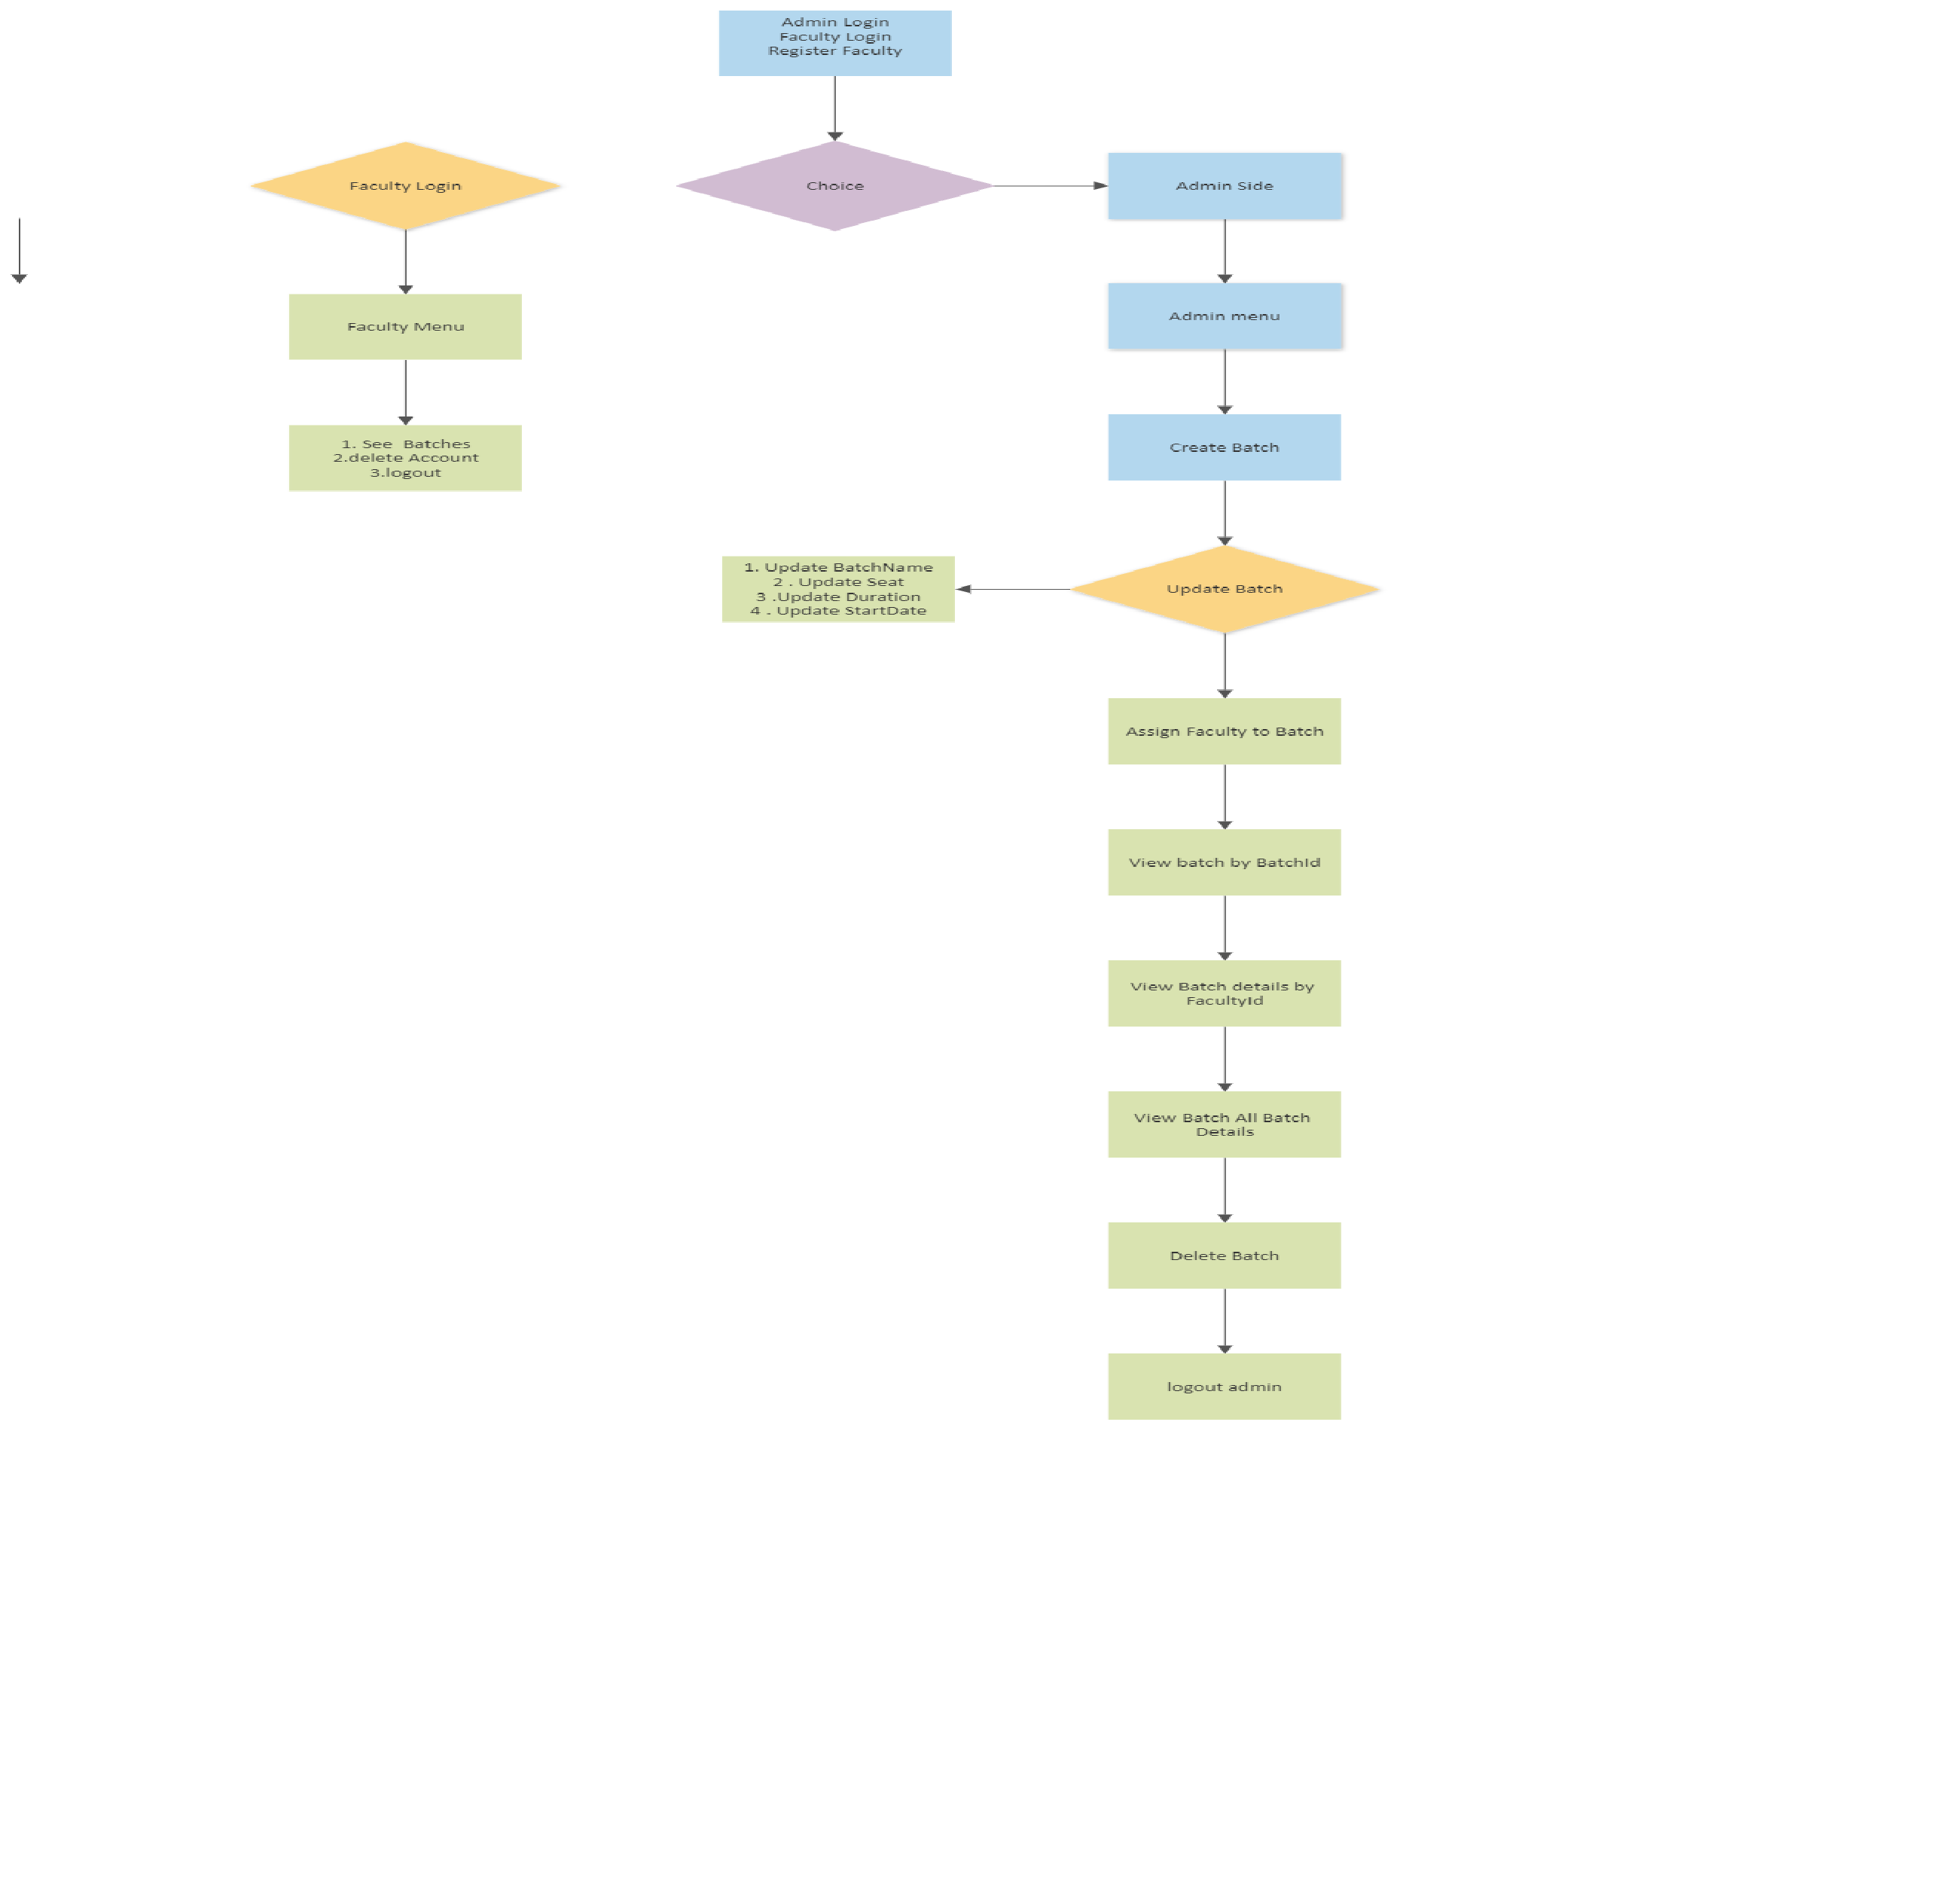 Admin Login
Faculty Login
Register Faculty
Faculty Login
Choice
Admin Side
Faculty Menu
Admin menu
1. See  Batches
2.delete Account
3.logout
Create Batch
1. Update BatchName
2 . Update Seat
3 .Update Duration
4 . Update StartDate
Update Batch
Assign Faculty to Batch
View batch by BatchId
View Batch details by
FacultyId
View Batch All Batch
Details
Delete Batch
logout admin